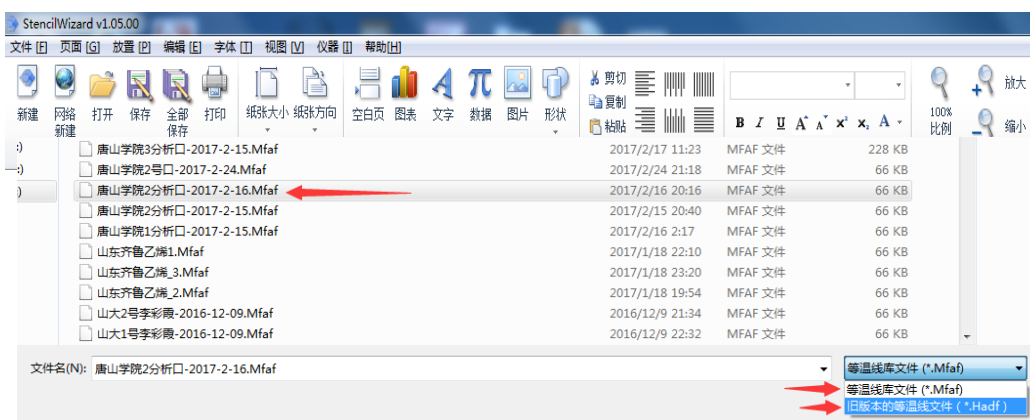 StencilWizard v1.05.00
文件 [F] 页面 [G] 放置 [P] 编辑 [E] 字体 [T] 视图 [V] 仪器 [I] 帮助[H]
新建 网络新建 打开 保存 全部保存 打印 纸张大小 纸张方向 空白页 图表 文字 数据 图片 形状 剪切 复制 粘贴 B I U A A x² x₂ A 100% 比例 放大 缩小
:) 唐山学院3分析口-2017-2-15.Mfaf 2017/2/17 11:23 MFAF 文件 228 KB
:) 唐山学院2号口-2017-2-24.Mfaf 2017/2/24 21:18 MFAF 文件 66 KB
:) 唐山学院2分析口-2017-2-16.Mfaf 2017/2/16 20:16 MFAF 文件 66 KB
唐山学院2分析口-2017-2-15.Mfaf 2017/2/15 20:40 MFAF 文件 66 KB
唐山学院1分析口-2017-2-15.Mfaf 2017/2/16 2:17 MFAF 文件 66 KB
山东齐鲁乙烯1.Mfaf 2017/1/18 22:10 MFAF 文件 66 KB
山东齐鲁乙烯_3.Mfaf 2017/1/18 23:20 MFAF 文件 66 KB
山东齐鲁乙烯_2.Mfaf 2017/1/18 19:54 MFAF 文件 66 KB
山大2号李彩霞-2016-12-09.Mfaf 2016/12/9 21:34 MFAF 文件 66 KB
山大1号李彩霞-2016-12-09.Mfaf 2016/12/9 22:32 MFAF 文件 66 KB
文件名(N): 唐山学院2分析口-2017-2-16.Mfaf 等温线库文件 (*.Mfaf)
等温线库文件 (*.Mfaf)
旧版本的等温线文件 ( *.Hadf )